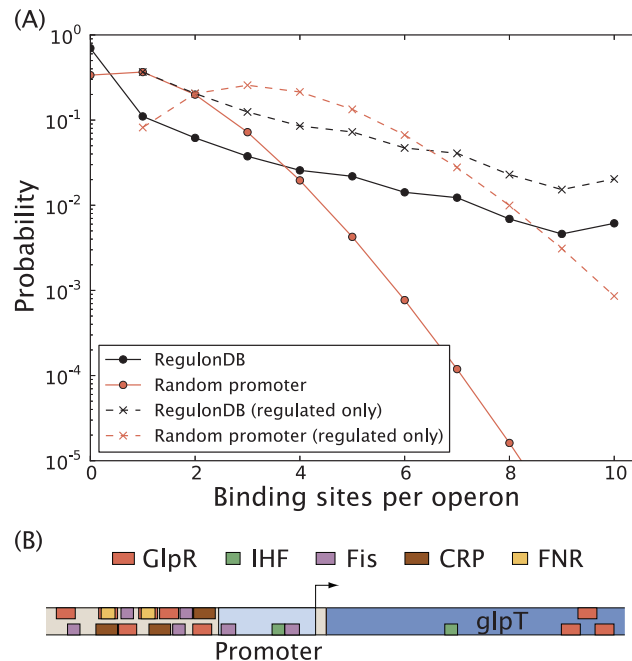 (A)
10^0
10^-1
10^-2
10^-3
10^-4
10^-5
Probability
RegulonDB
Random promoter
RegulonDB (regulated only)
Random promoter (regulated only)
0 2 4 6 8 10
Binding sites per operon
(B)
GlpR IHF Fis CRP FNR
glpT
Promoter